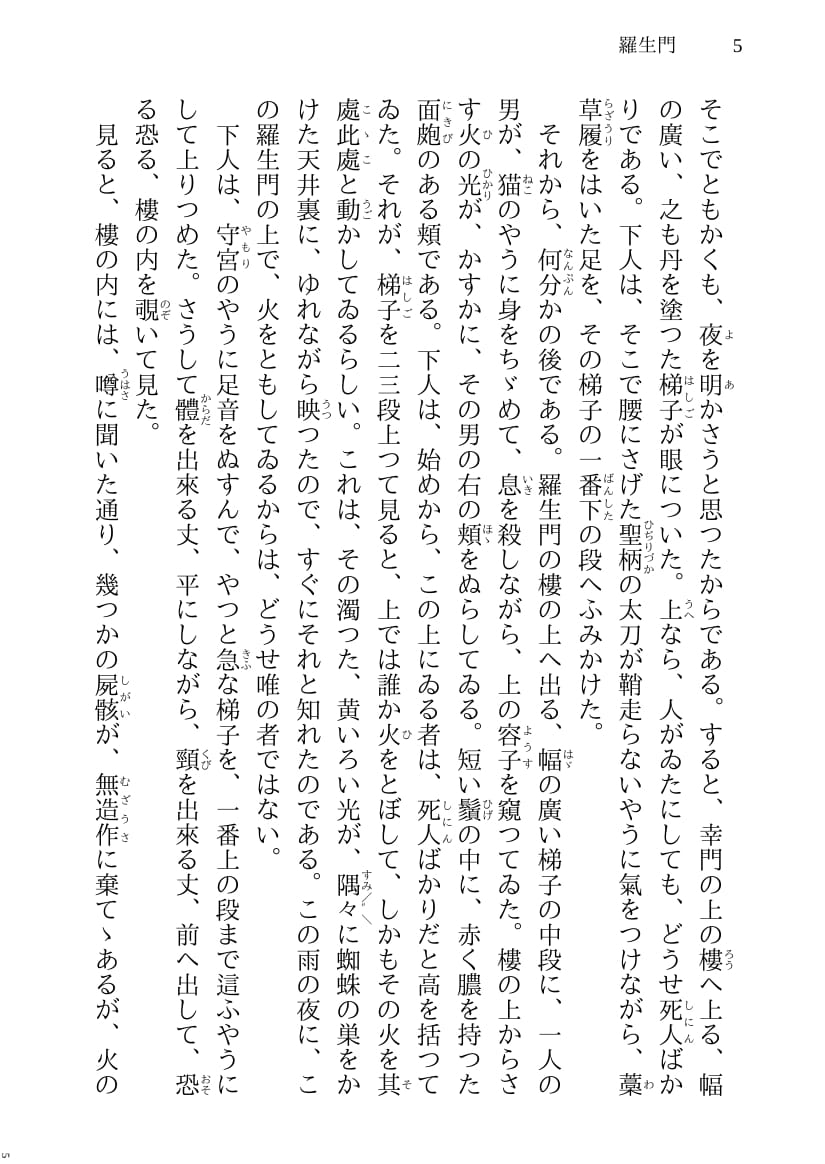 羅生門 5
そこでともかくも、夜を明かさうと思つたからである。すると、幸門の上の樓へ上る、幅
の廣い、之も丹を塗つた梯子が眼についた。上なら、人がゐたにしても、どうせ死人ばか
りである。下人は、そこで腰にさげた聖柄の太刀が鞘走らないやうに氣をつけながら、藁
草履をはいた足を、その梯子の一番下の段へふみかけた。
それから、何分かの後である。羅生門の樓の上へ出る、幅の廣い梯子の中段に、一人の
男が、猫のやうに身をちゞめて、息を殺しながら、上の容子を窺つてゐた。樓の上からさ
す火の光が、かすかに、その男の右の頬をぬらしてゐる。短い鬚の中に、赤く膿を持つた
面皰のある頬である。下人は、始めから、この上にゐる者は、死人ばかりだと高を括つて
ゐた。それが、梯子を二三段上つて見ると、上では誰か火をとぼして、しかもその火を其
處此處と動かしてゐるらしい。これは、その濁つた、黄いろい光が、隅々に蜘蛛の巣をか
けた天井裏に、ゆれながら映つたので、すぐにそれと知れたのである。この雨の夜に、こ
の羅生門の上で、火をともしてゐるからは、どうせ唯の者ではない。
下人は、守宮のやうに足音をぬすんで、やつと急な梯子を、一番上の段まで這ふやうに
して上りつめた。さうして體を出來る丈、平にしながら、頸を出來る丈、前へ出して、恐
る恐る、樓の内を覗いて見た。
見ると、樓の内には、噂に聞いた通り、幾つかの屍骸が、無造作に棄てゝあるが、火の
5